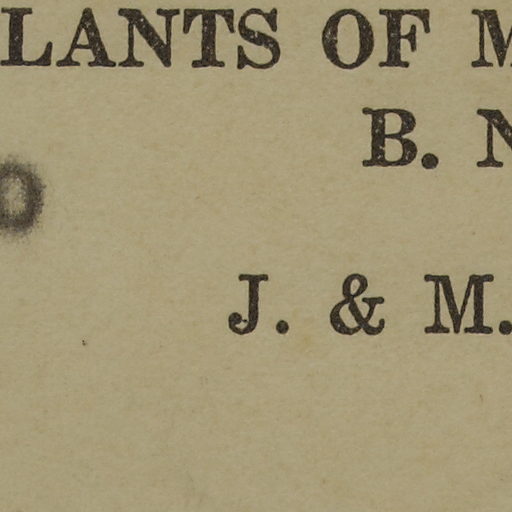 LANTS OF M
B. N
J. & M.